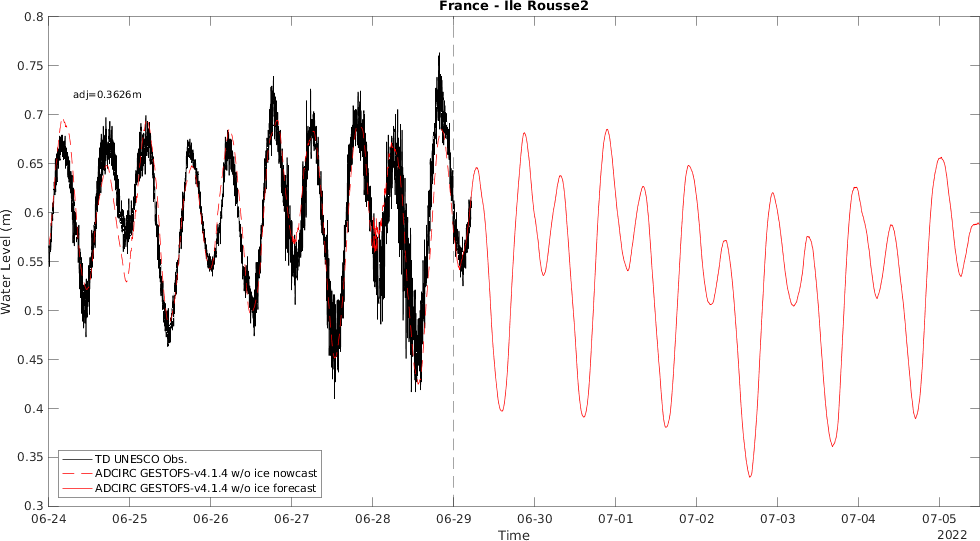 France - Ile Rousse2
0.8
0.75
0.7
0.65
0.6
0.55
0.5
0.45
0.4
0.35
0.3
Water Level (m)
adj=0.3626m
TD UNESCO Obs.
ADCIRC GESTOFS-v4.1.4 w/o ice nowcast
ADCIRC GESTOFS-v4.1.4 w/o ice forecast
06-24 06-25 06-26 06-27 06-28 06-29 06-30 07-01 07-02 07-03 07-04 07-05
Time
2022